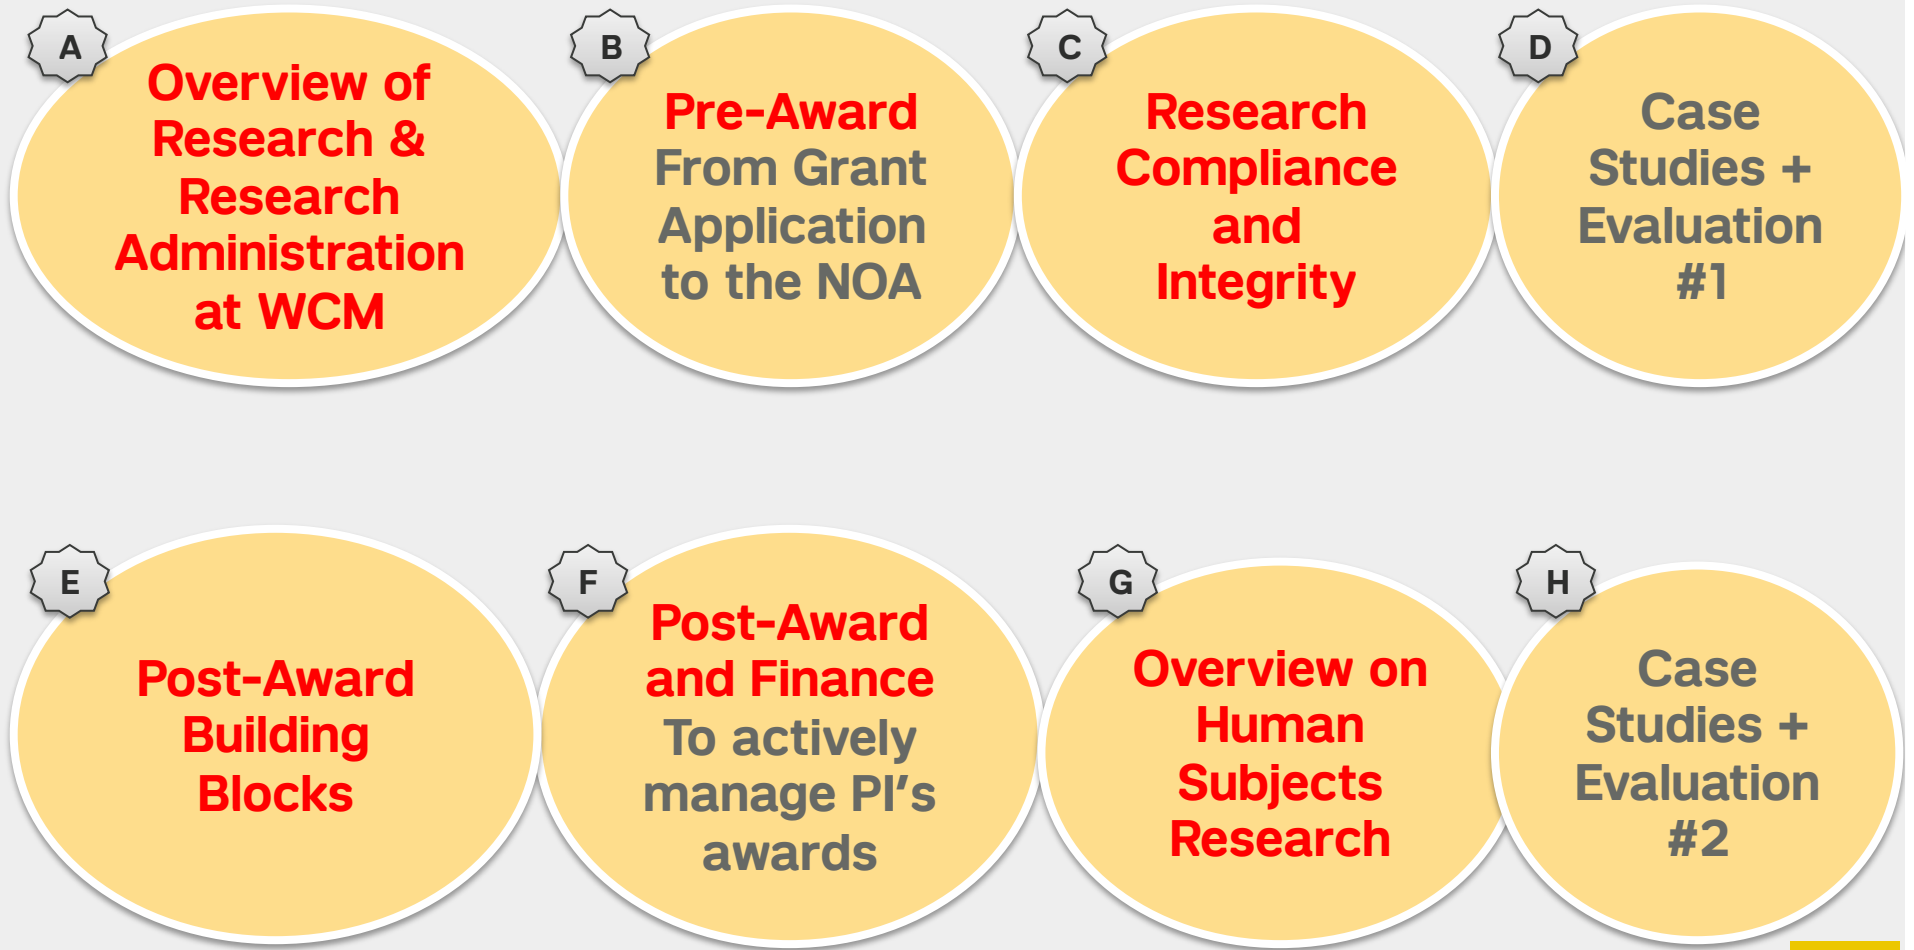 A
Overview of
Research &
Research
Administration
at WCM
B
Pre-Award
From Grant
Application
to the NOA
C
Research
Compliance
and
Integrity
D
Case
Studies +
Evaluation
#1
E
Post-Award
Building
Blocks
F
Post-Award
and Finance
To actively
manage PI’s
awards
G
Overview on
Human
Subjects
Research
H
Case
Studies +
Evaluation
#2